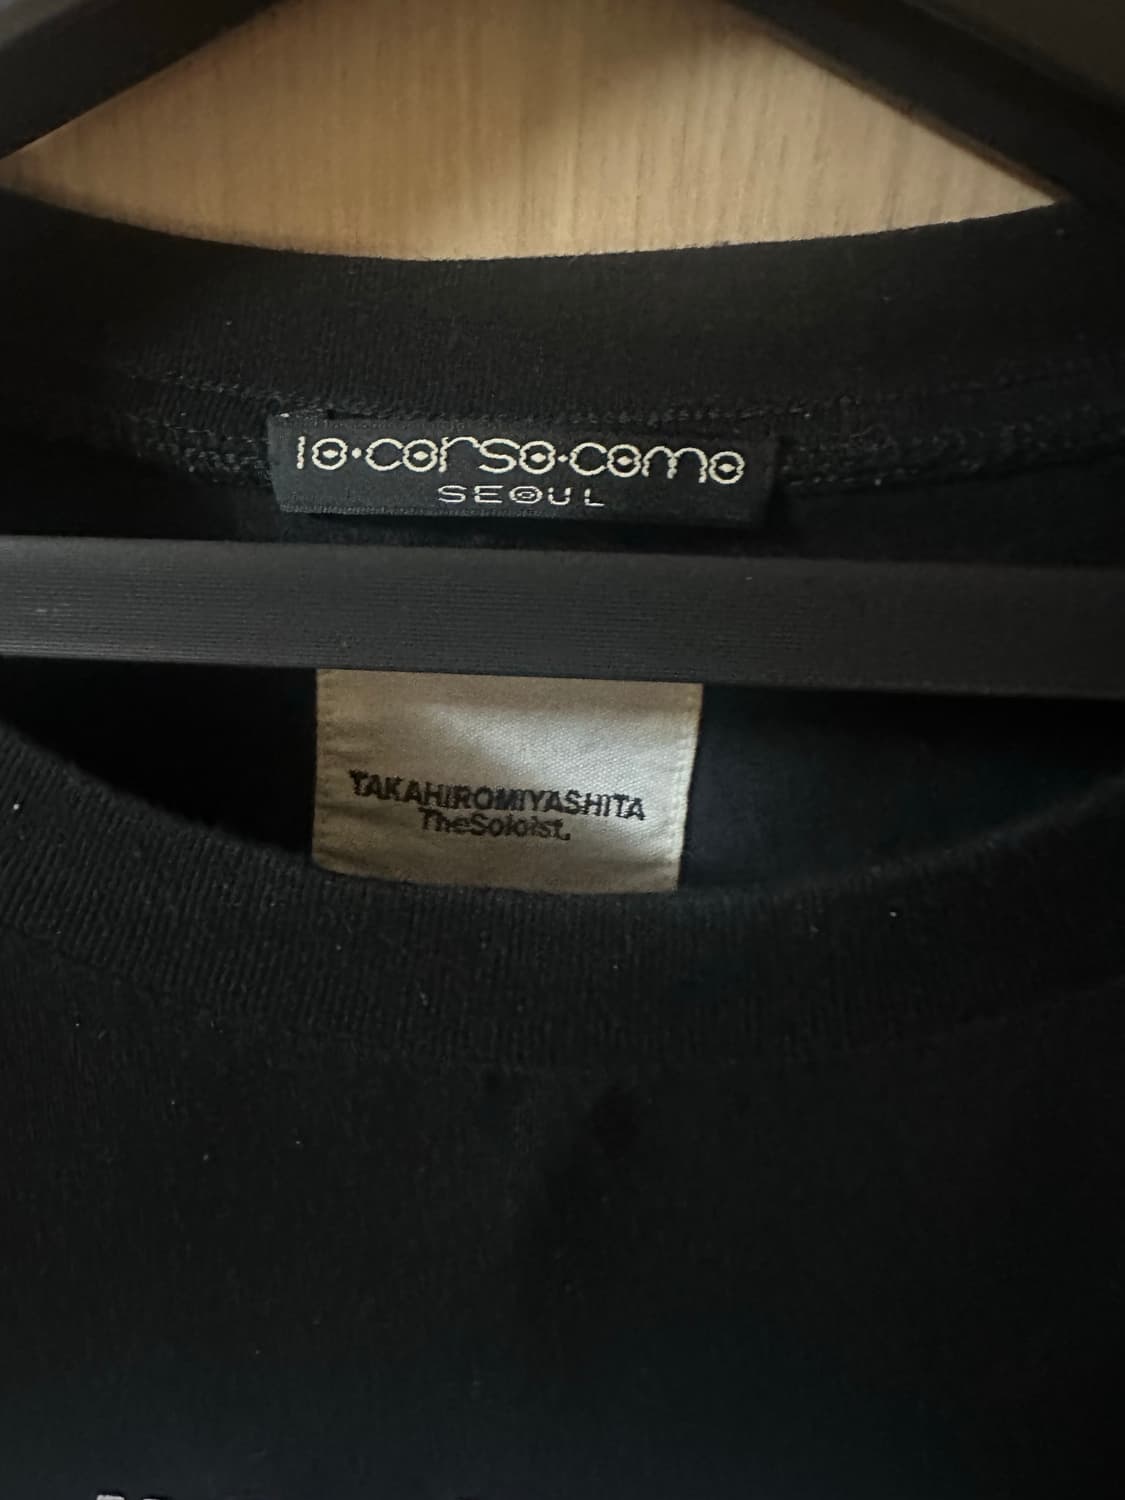 10·corso·como
SEOUL
TAKAHIROMIYASHITA
TheSoloist.